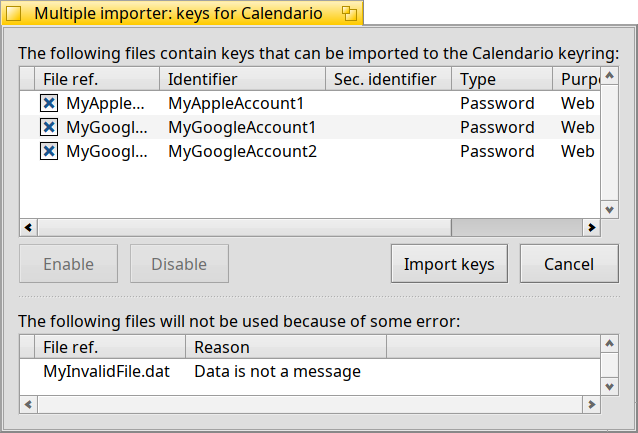 Multiple importer: keys for Calendario
The following files contain keys that can be imported to the Calendario keyring:
File ref. Identifier Sec. identifier Type Purpo
MyApple... MyAppleAccount1 Password Web
MyGoogl... MyGoogleAccount1 Password Web
MyGoogl... MyGoogleAccount2 Password Web
Enable Disable Import keys Cancel
The following files will not be used because of some error:
File ref. Reason
MyInvalidFile.dat Data is not a message